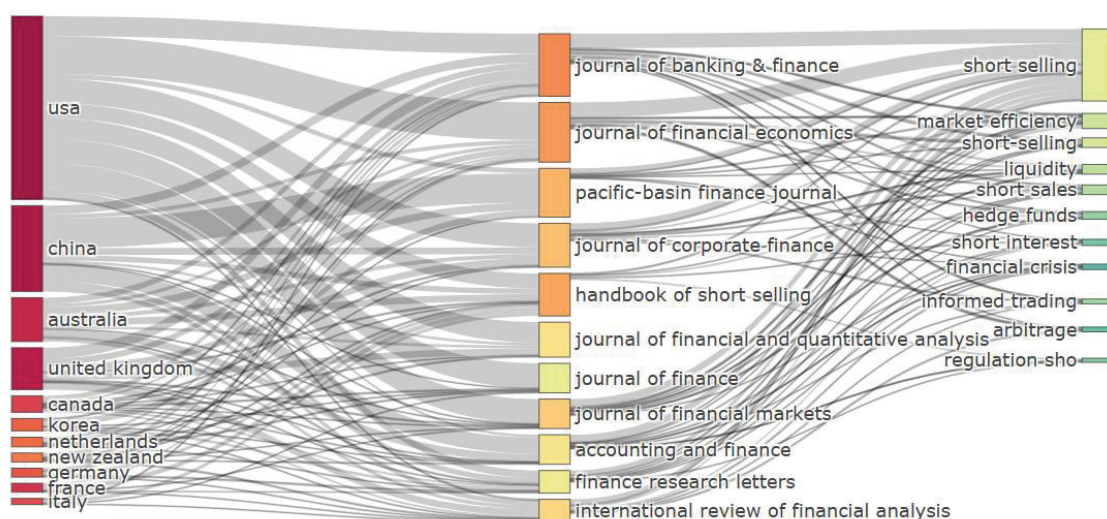 usa
china
australia
united kingdom
canada
korea
netherlands
new zealand
germany
france
italy
journal of banking & finance
journal of financial economics
pacific-basin finance journal
journal of corporate finance
handbook of short selling
journal of financial and quantitative analysis
journal of finance
journal of financial markets
accounting and finance
finance research letters
international review of financial analysis
short selling
market efficiency
short-selling
liquidity
short sales
hedge funds
short interest
financial crisis
informed trading
arbitrage
regulation sho